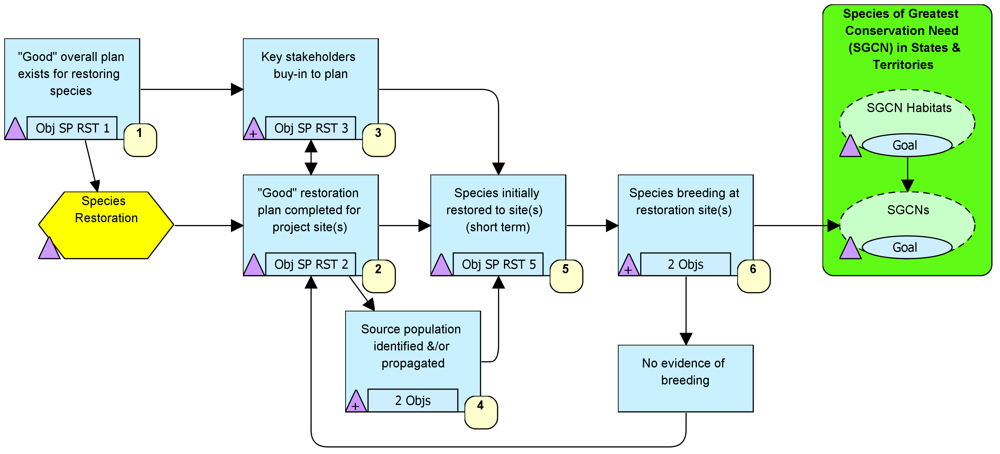 "Good" overall plan
exists for restoring
species
Obj SP RST 1
1
Key stakeholders
buy-in to plan
+
Obj SP RST 3
3
Species of Greatest
Conservation Need
(SGCN) in States &
Territories
SGCN Habitats
Goal
Species
Restoration
"Good" restoration
plan completed for
project site(s)
Obj SP RST 2
2
Species initially
restored to site(s)
(short term)
Obj SP RST 5
5
Species breeding at
restoration site(s)
+
2 Objs
6
SGCNs
Goal
Source population
identified &/or
propagated
+
2 Objs
4
No evidence of
breeding